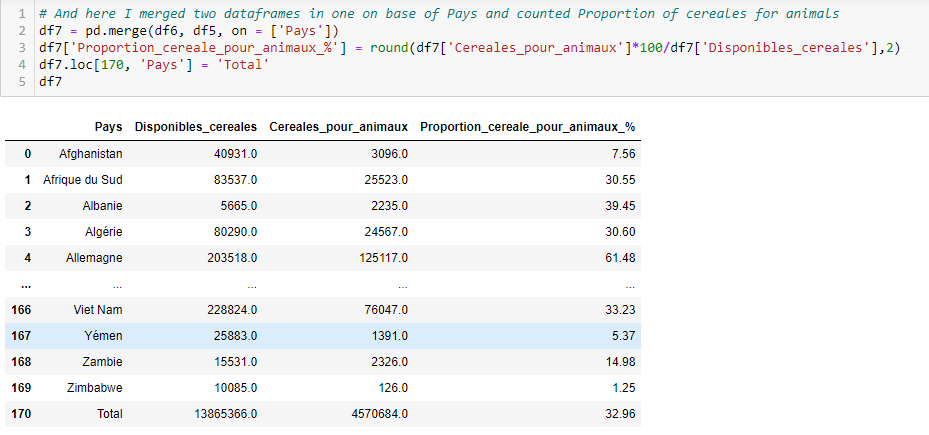 1 # And here I merged two dataframes in one on base of Pays and counted Proportion of cereales for animals
2 df7 = pd.merge(df6, df5, on = ['Pays'])
3 df7['Proportion_cereale_pour_animaux_%'] = round(df7['Cereales_pour_animaux']*100/df7['Disponibles_cereales'],2)
4 df7.loc[170, 'Pays'] = 'Total'
5 df7
Pays Disponibles_cereales Cereales_pour_animaux Proportion_cereale_pour_animaux_%
0 Afghanistan 40931.0 3096.0 7.56
1 Afrique du Sud 83537.0 25523.0 30.55
2 Albanie 5665.0 2235.0 39.45
3 Algérie 80290.0 24567.0 30.60
4 Allemagne 203518.0 125117.0 61.48
... ... ... ... ...
166 Viet Nam 228824.0 76047.0 33.23
167 Yémen 25883.0 1391.0 5.37
168 Zambie 15531.0 2326.0 14.98
169 Zimbabwe 10085.0 126.0 1.25
170 Total 13865366.0 4570684.0 32.96